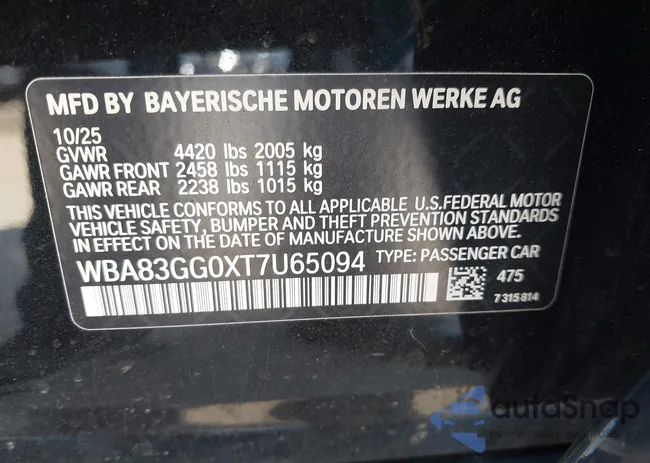 MFD BY BAYERISCHE MOTOREN WERKE AG
10/25
GVWR 4420 lbs 2005 kg
GAWR FRONT 2458 lbs 1115 kg
GAWR REAR 2238 lbs 1015 kg
THIS VEHICLE CONFORMS TO ALL APPLICABLE U.S.FEDERAL MOTOR
VEHICLE SAFETY, BUMPER AND THEFT PREVENTION STANDARDS
IN EFFECT ON THE DATE OF MANUFACTURE SHOWN ABOVE.
WBA83GG0XT7U65094 TYPE: PASSENGER CAR
475
7315814
autoSnap